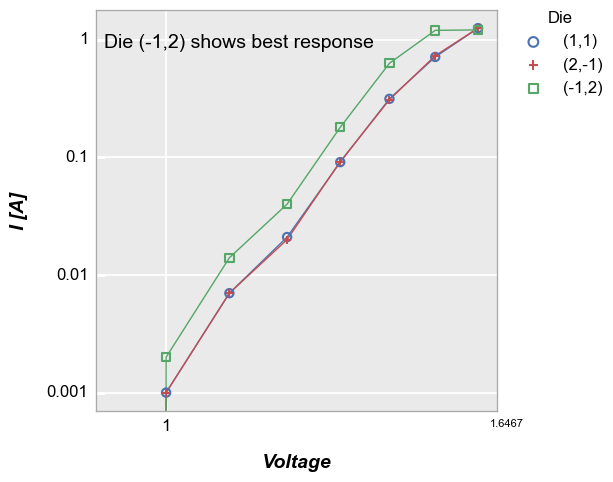 Die (-1,2) shows best response
Die
(1,1)
(2,-1)
(-1,2)
1
0.1
0.01
0.001
I [A]
1
1.6467
Voltage